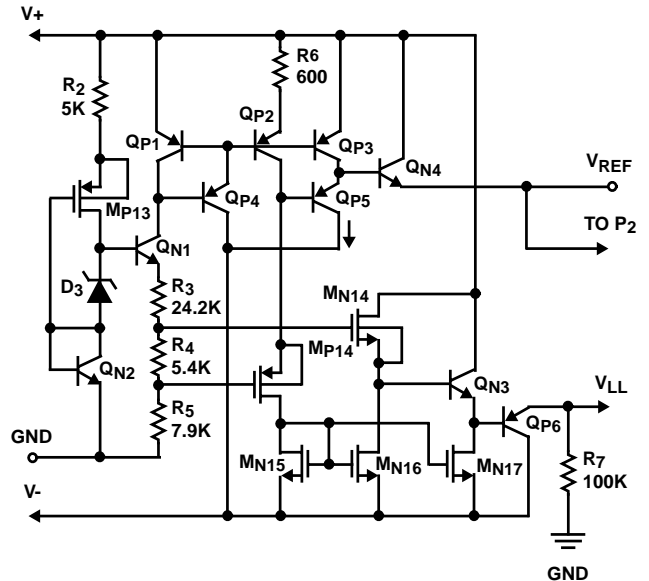 V+
R2
5K
R6
600
QP1
QP2
QP3
QN4
VREF
TO P2
MP13
QP4
QP5
QN1
D3
R3
24.2K
MN14
MP14
R4
5.4K
QN2
QN3
VLL
QP6
R5
7.9K
GND
MN15
MN16
MN17
R7
100K
V-
GND